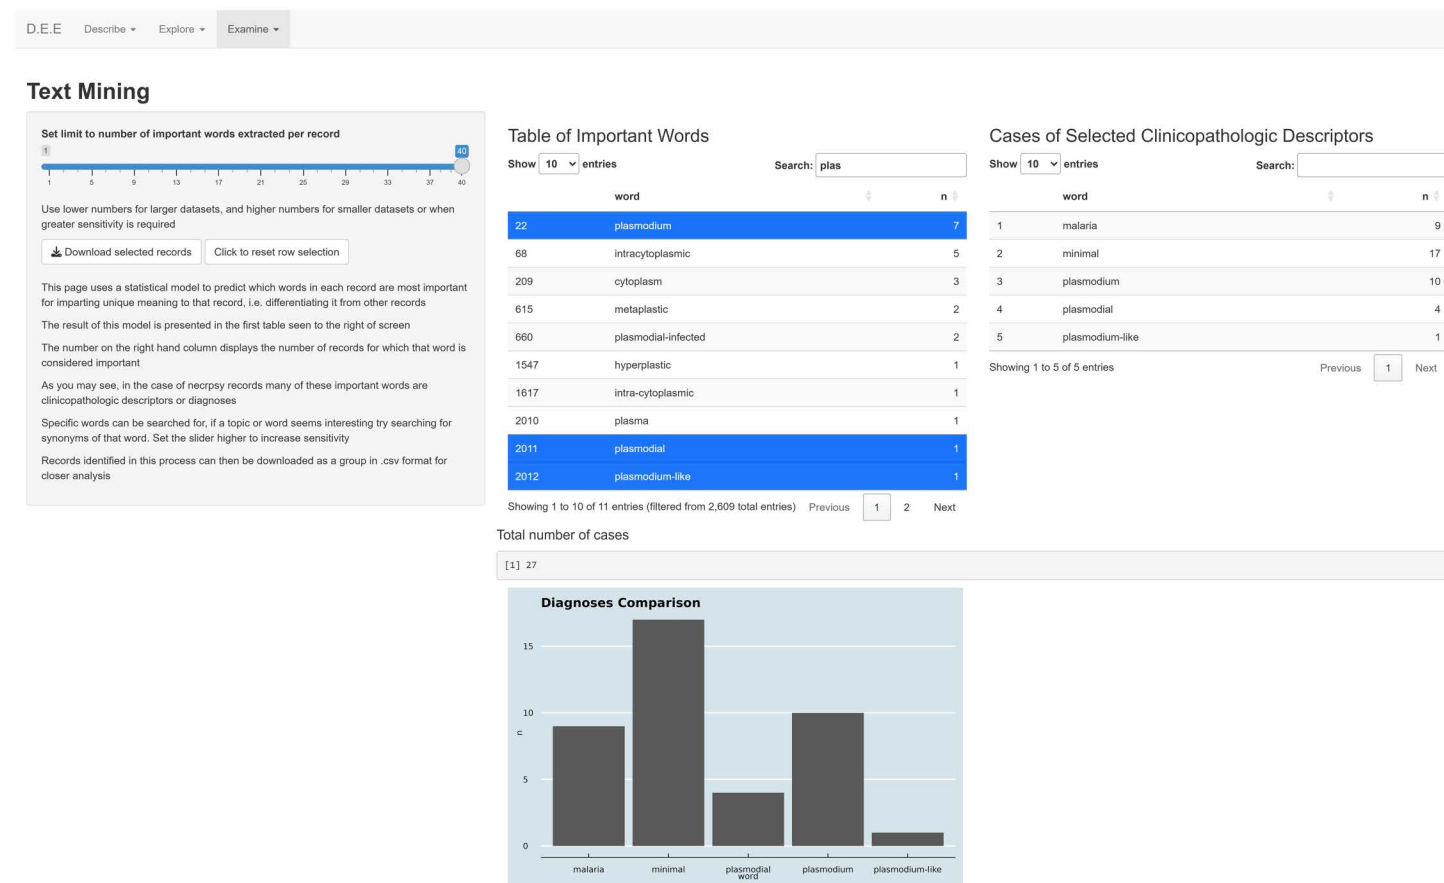 D.E.E Describe Explore Examine
Text Mining
Set limit to number of important words extracted per record
1 40
1 5 9 13 17 21 25 29 33 37 40
Use lower numbers for larger datasets, and higher numbers for smaller datasets or when
greater sensitivity is required
Download selected records Click to reset row selection
This page uses a statistical model to predict which words in each record are most important
for imparting unique meaning to that record, i.e. differentiating it from other records
The result of this model is presented in the first table seen to the right of screen
The number on the right hand column displays the number of records for which that word is
considered important
As you may see, in the case of necrpsy records many of these important words are
clinicopathologic descriptors or diagnoses
Specific words can be searched for, if a topic or word seems interesting try searching for
synonyms of that word. Set the slider higher to increase sensitivity
Records identified in this process can then be downloaded as a group in .csv format for
closer analysis
Table of Important Words
Show 10 entries Search: plas
word n
22 plasmodium 7
68 intracytoplasmic 5
209 cytoplasm 3
615 metaplastic 2
660 plasmodial-infected 2
1547 hyperplastic 1
1617 intra-cytoplasmic 1
2010 plasma 1
2011 plasmodial 1
2012 plasmodium-like 1
Showing 1 to 10 of 11 entries (filtered from 2,609 total entries) Previous 1 2 Next
Cases of Selected Clinicopathologic Descriptors
Show 10 entries Search:
word n
1 malaria 9
2 minimal 17
3 plasmodium 10
4 plasmodial 4
5 plasmodium-like 1
Showing 1 to 5 of 5 entries Previous 1 Next
Total number of cases
[1] 27
Diagnoses Comparison
15
10
n
5
0
malaria minimal plasmodial plasmodium plasmodium-like
word